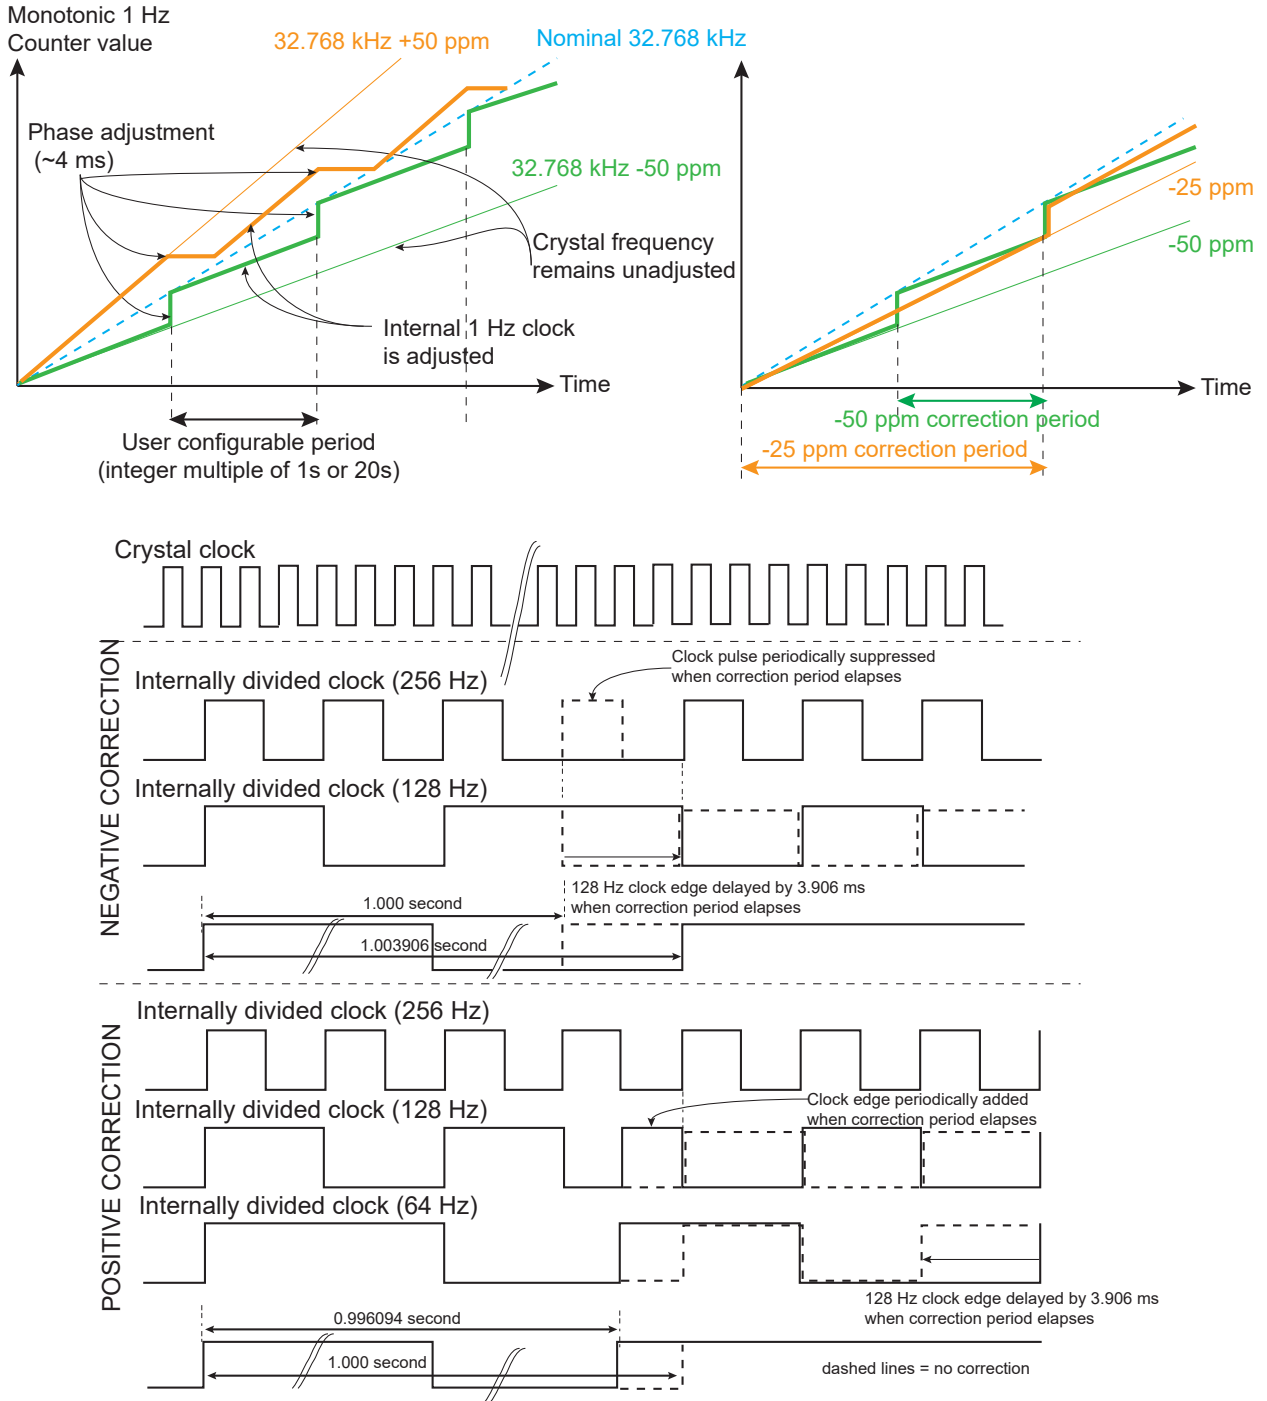 Monotonic 1 Hz
Counter value
32.768 kHz +50 ppm
Nominal 32.768 kHz
Phase adjustment
(~4 ms)
32.768 kHz -50 ppm
Crystal frequency
remains unadjusted
Internal 1 Hz clock
is adjusted
Time
User configurable period
(integer multiple of 1s or 20s)
-25 ppm
-50 ppm
Time
-50 ppm correction period
-25 ppm correction period
Crystal clock
NEGATIVE CORRECTION
Internally divided clock (256 Hz)
Clock pulse periodically suppressed
when correction period elapses
Internally divided clock (128 Hz)
128 Hz clock edge delayed by 3.906 ms
when correction period elapses
1.000 second
1.003906 second
POSITIVE CORRECTION
Internally divided clock (256 Hz)
Internally divided clock (128 Hz)
Clock edge periodically added
when correction period elapses
Internally divided clock (64 Hz)
128 Hz clock edge delayed by 3.906 ms
when correction period elapses
0.996094 second
1.000 second
dashed lines = no correction